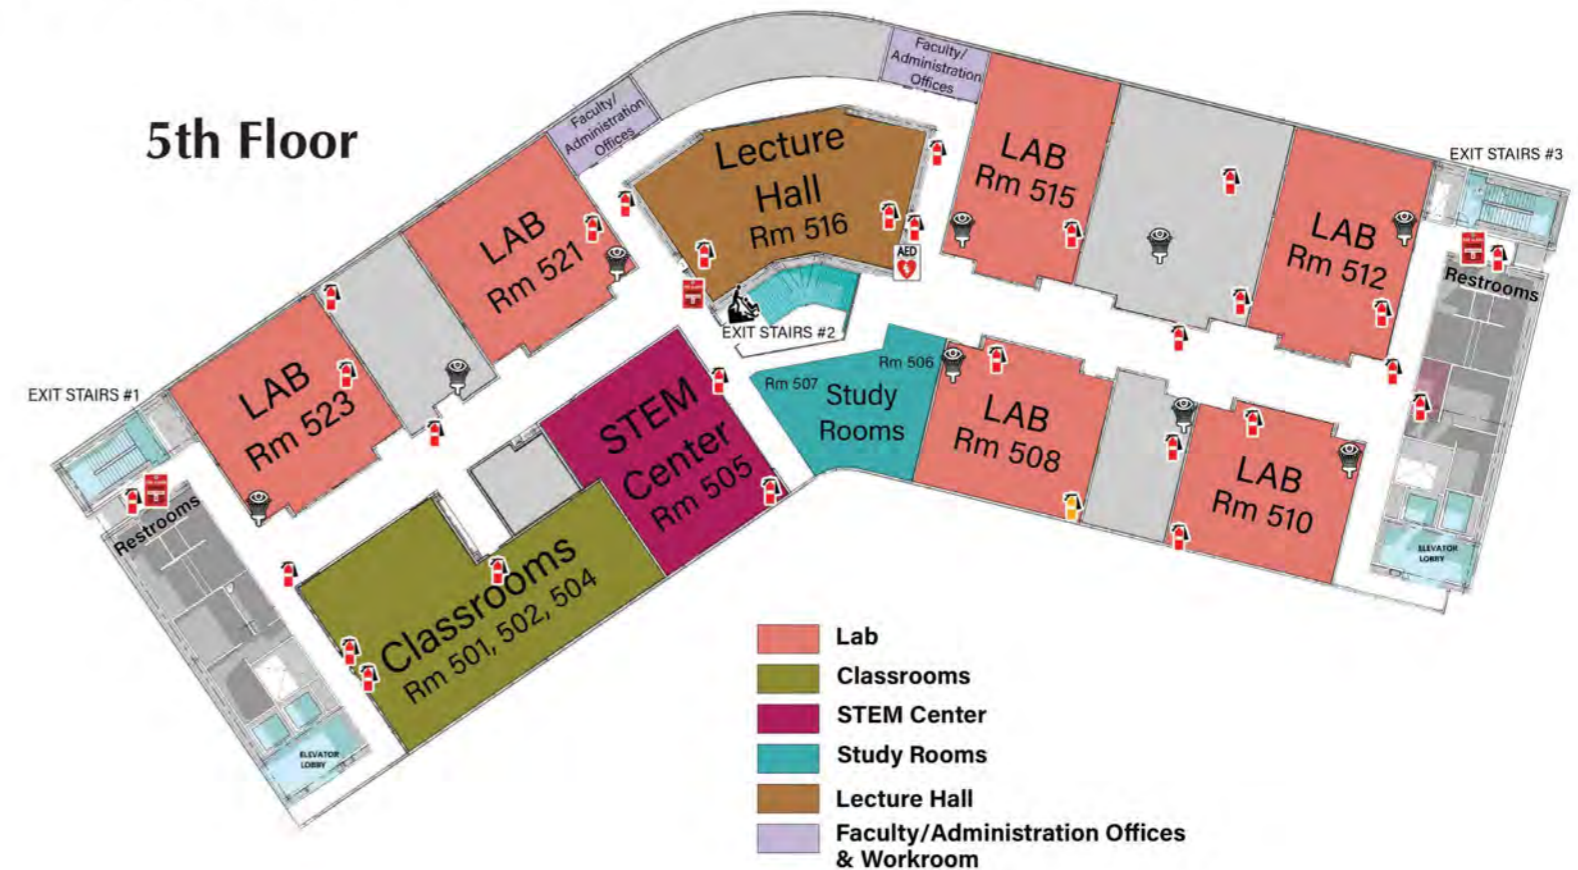 5th Floor
Faculty/
Administration
Offices
Faculty/
Administration
Offices
Lecture
Hall
Rm 516
AED
LAB
Rm 515
LAB
Rm 512
EXIT STAIRS #3
Restrooms
LAB
Rm 521
EXIT STAIRS #2
LAB
Rm 523
EXIT STAIRS #1
Restrooms
STEM
Center
Rm 505
Rm 507
Rm 506
Study
Rooms
LAB
Rm 508
LAB
Rm 510
ELEVATOR
LOBBY
Classrooms
Rm 501, 502, 504
ELEVATOR
LOBBY
Lab
Classrooms
STEM Center
Study Rooms
Lecture Hall
Faculty/Administration Offices
& Workroom